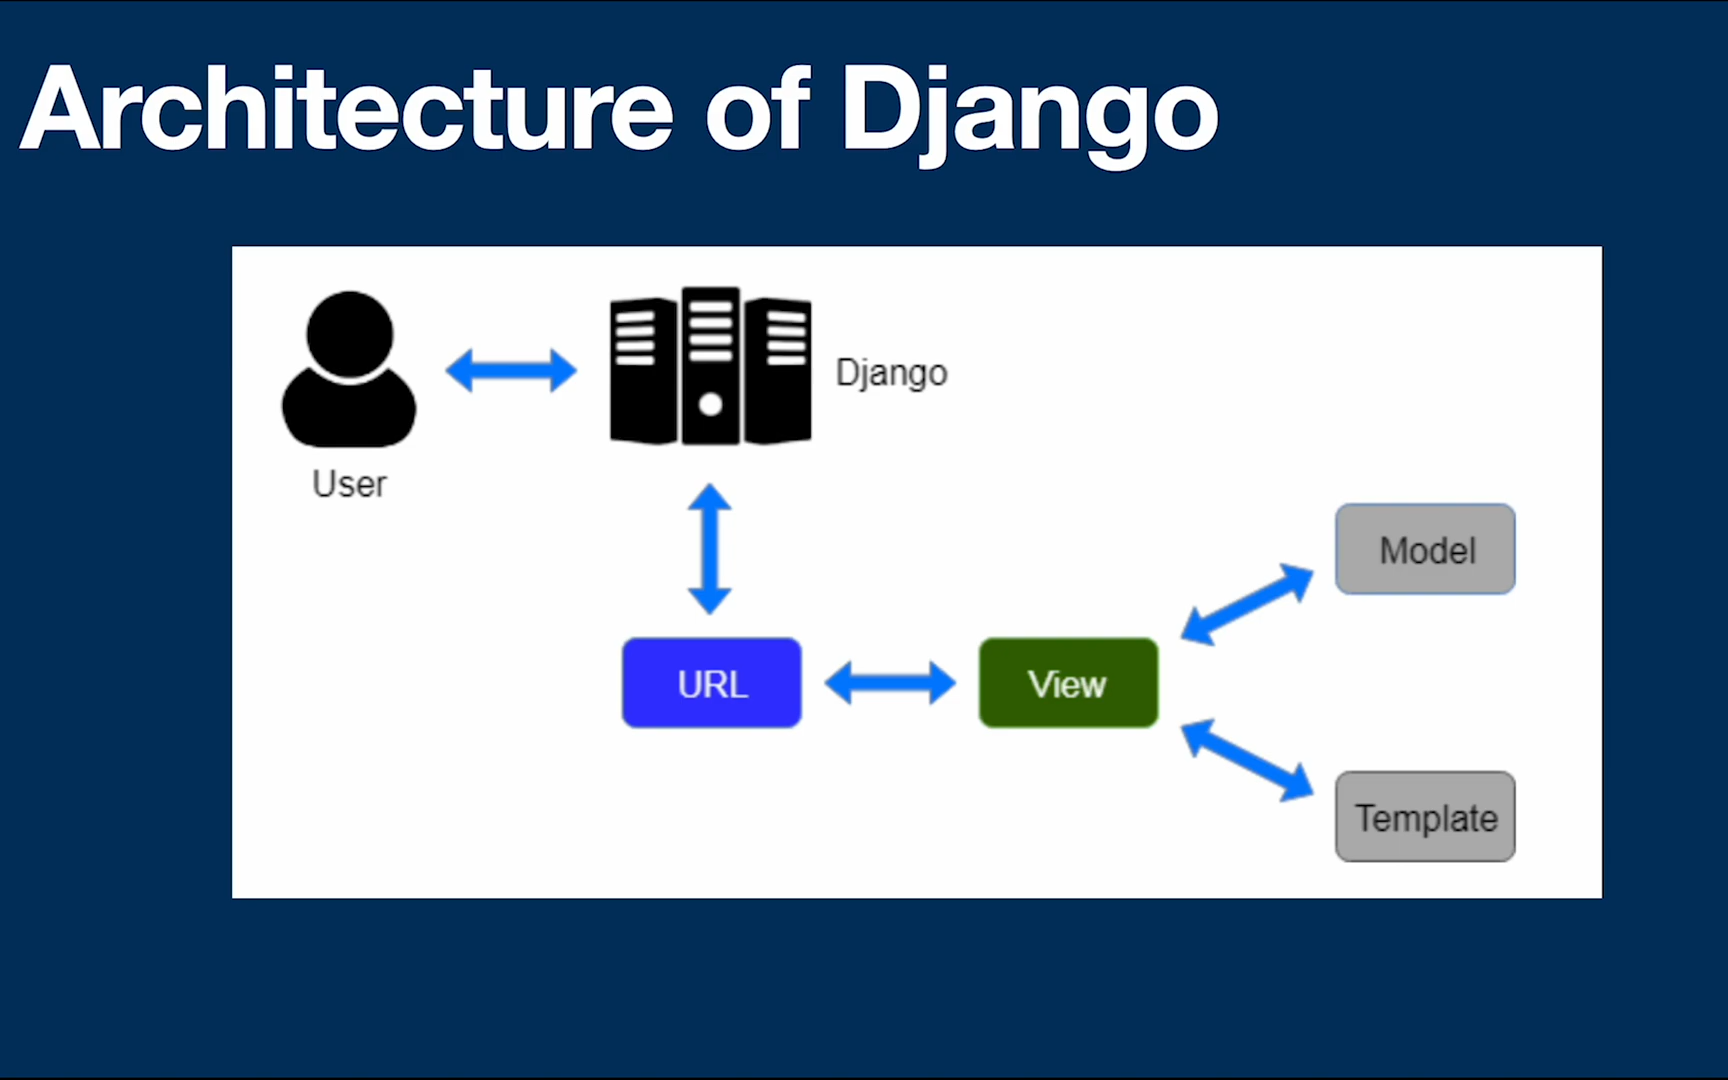 Architecture of Django
Django
User
Model
URL
View
Template